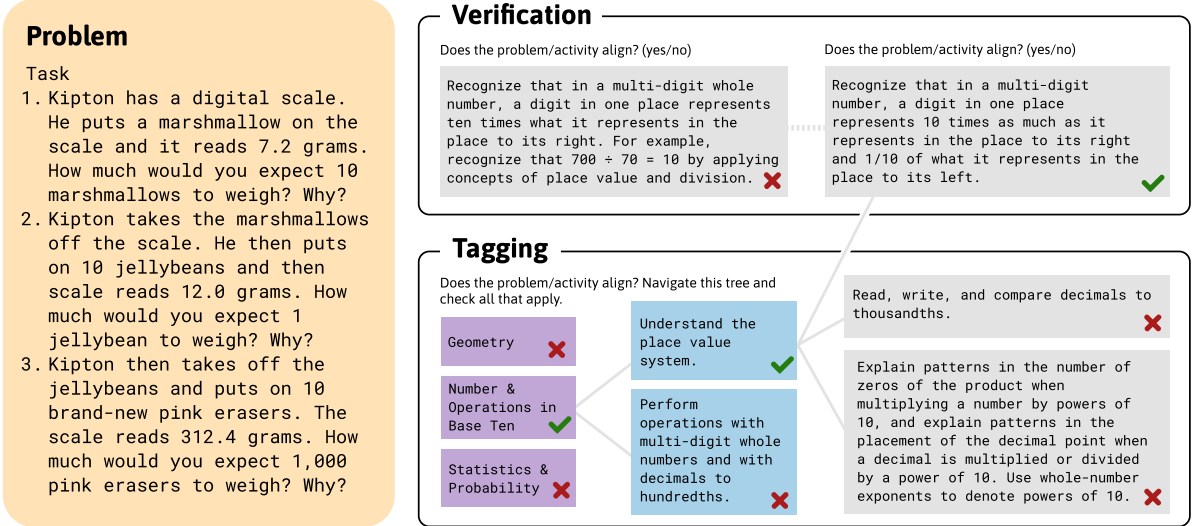 Problem
Task
1. Kipton has a digital scale.
He puts a marshmallow on the
scale and it reads 7.2 grams.
How much would you expect 10
marshmallows to weigh? Why?
2. Kipton takes the marshmallows
off the scale. He then puts
on 10 jellybeans and then
scale reads 12.0 grams. How
much would you expect 1
jellybean to weigh? Why?
3. Kipton then takes off the
jellybeans and puts on 10
brand-new pink erasers. The
scale reads 312.4 grams. How
much would you expect 1,000
pink erasers to weigh? Why?
Verification
Does the problem/activity align? (yes/no)
Recognize that in a multi-digit whole
number, a digit in one place represents
ten times what it represents in the
place to its right. For example,
recognize that 700 ÷ 70 = 10 by applying
concepts of place value and division.
Does the problem/activity align? (yes/no)
Recognize that in a multi-digit
number, a digit in one place
represents 10 times as much as it
represents in the place to its right
and 1/10 of what it represents in the
place to its left.
Tagging
Does the problem/activity align? Navigate this tree and
check all that apply.
Geometry
Number &
Operations in
Base Ten
Statistics &
Probability
Understand the
place value
system.
Perform
operations with
multi-digit whole
numbers and with
decimals to
hundredths.
Read, write, and compare decimals to
thousandths.
Explain patterns in the number of
zeros of the product when
multiplying a number by powers of
10, and explain patterns in the
placement of the decimal point when
a decimal is multiplied or divided
by a power of 10. Use whole-number
exponents to denote powers of 10.